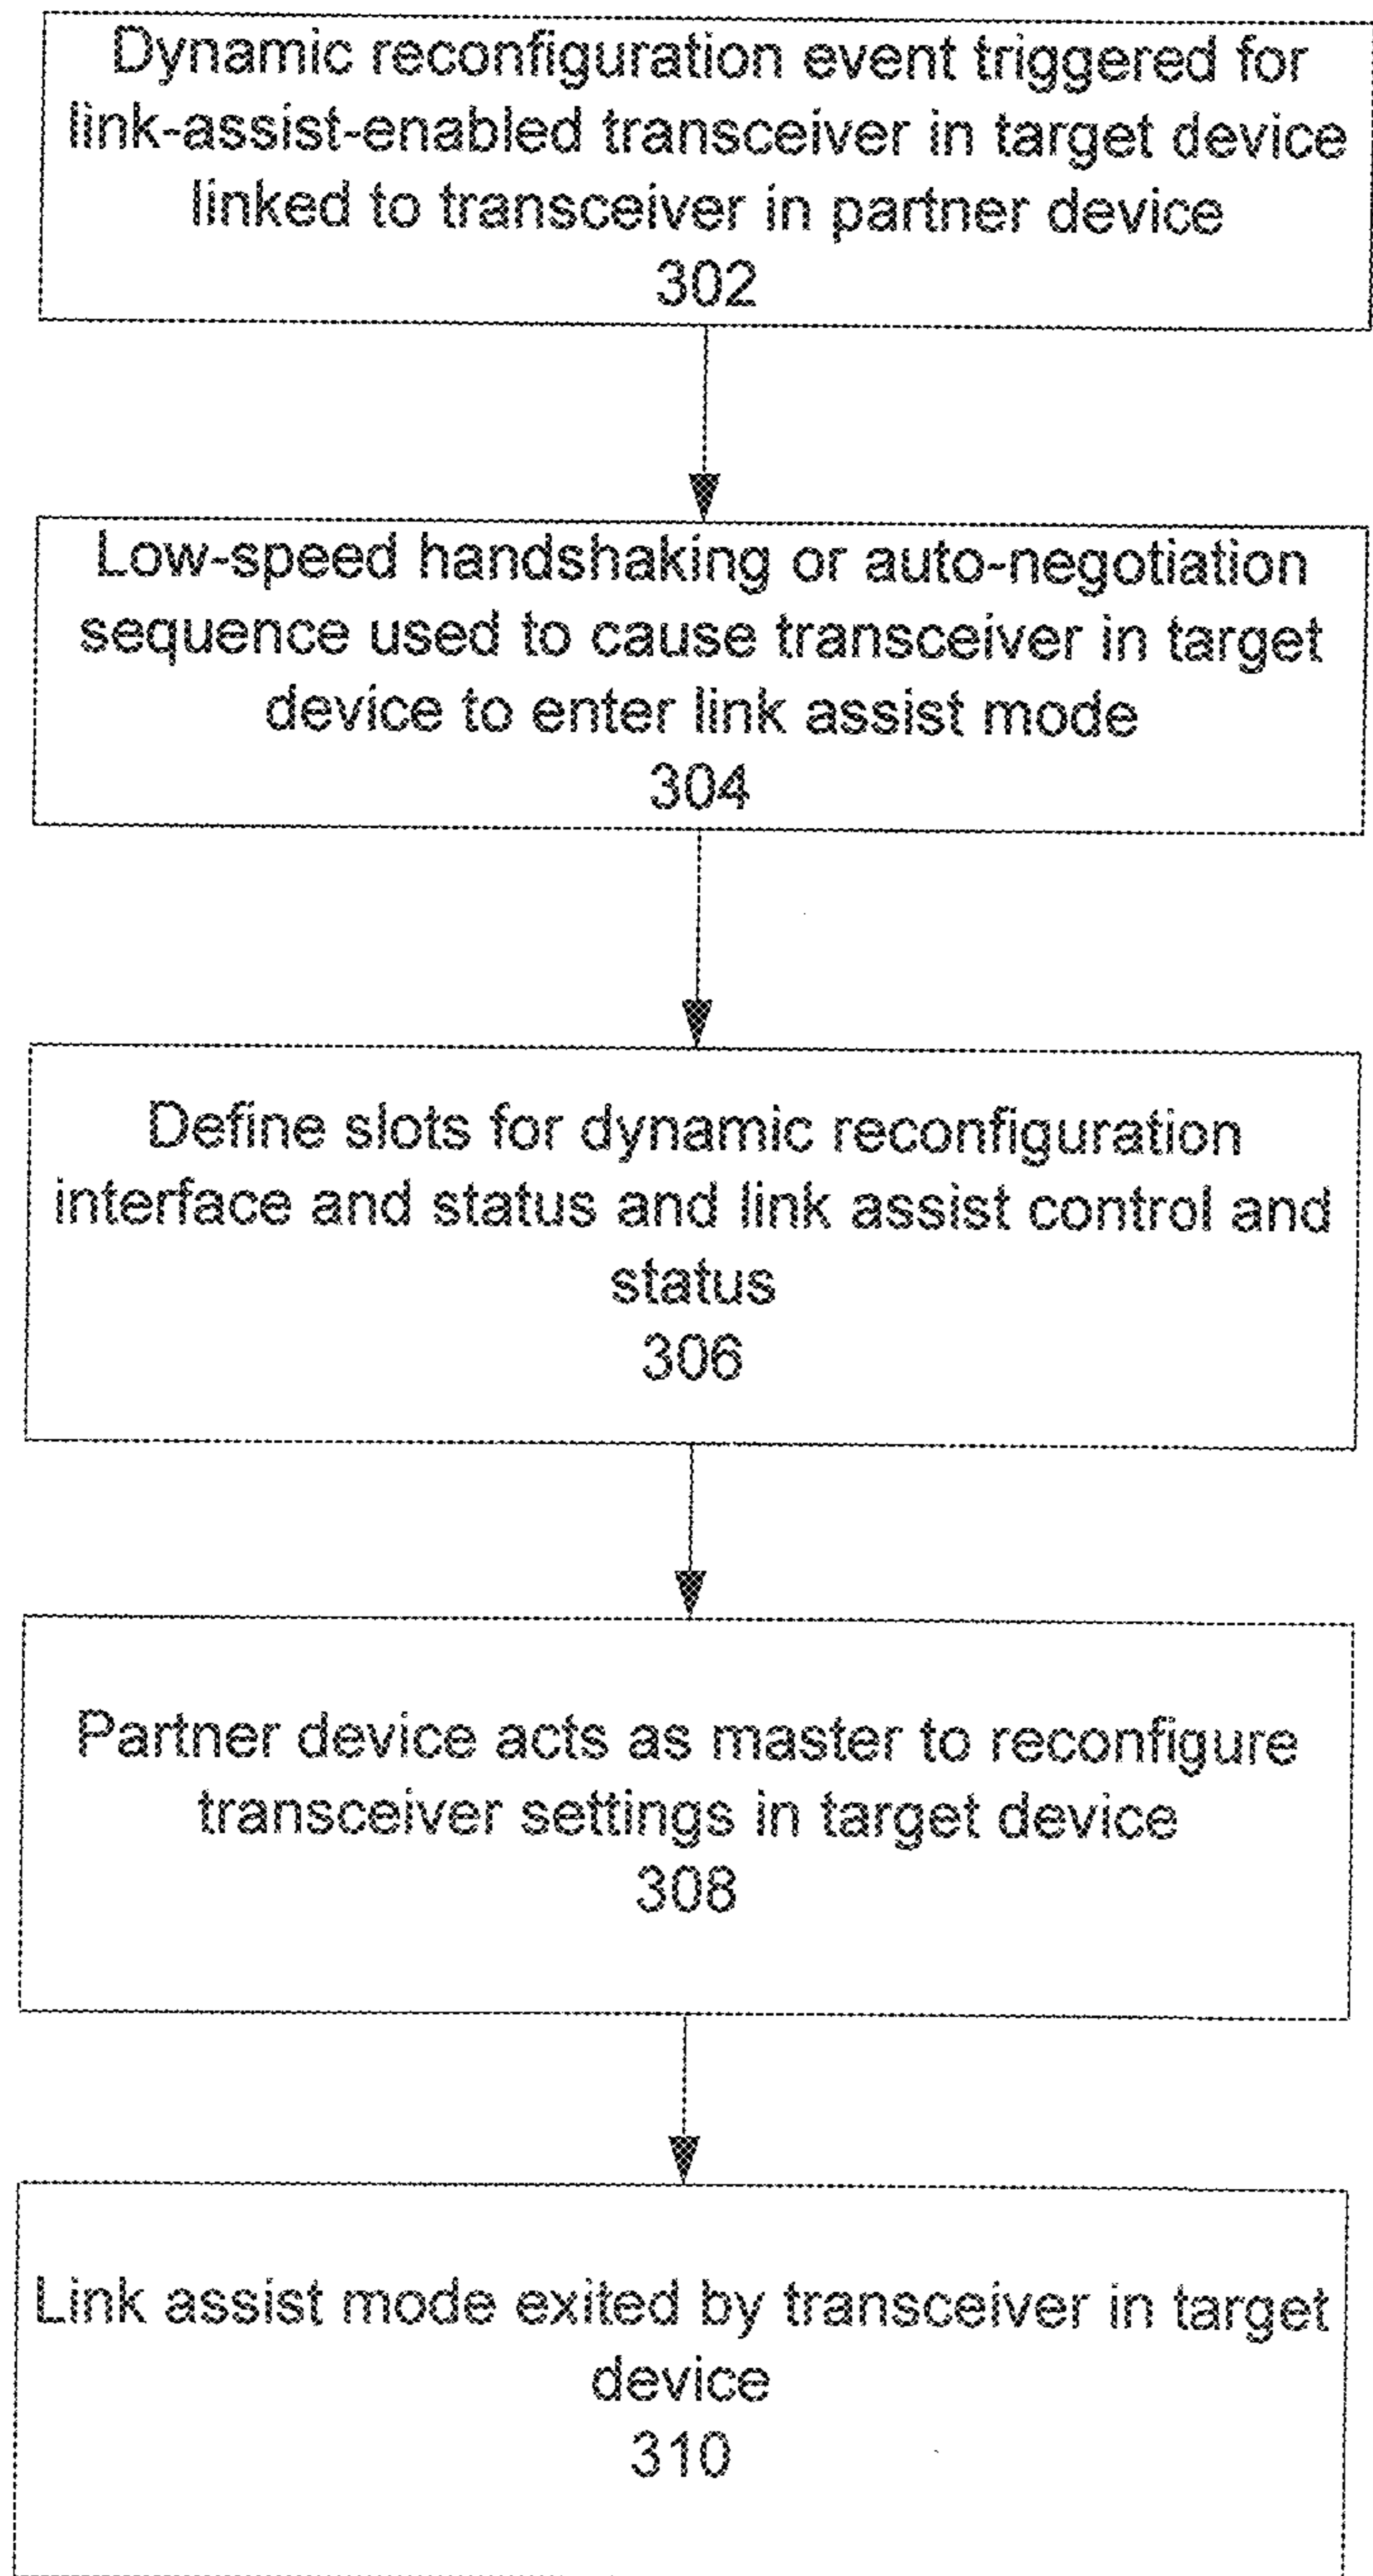 Dynamic reconfiguration event triggered for
link-assist-enabled transceiver in target device
linked to transceiver in partner device
302
Low-speed handshaking or auto-negotiation
sequence used to cause transceiver in target
device to enter link assist mode
304
Define slots for dynamic reconfiguration
interface and status and link assist control and
status
306
Partner device acts as master to reconfigure
transceiver settings in target device
308
Link assist mode exited by transceiver in target
device
310